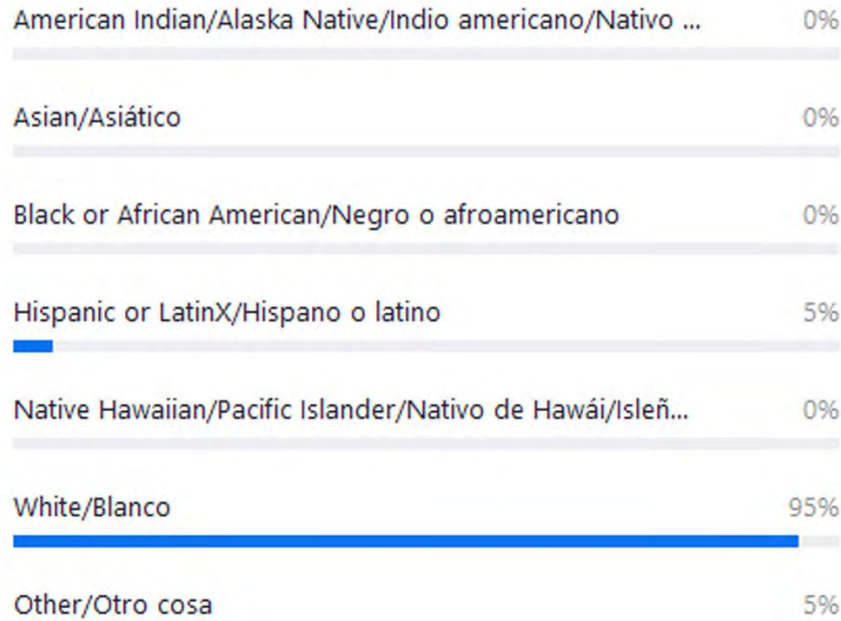 American Indian/Alaska Native/Indio americano/Nativo ... 0%
Asian/Asiático 0%
Black or African American/Negro o afroamericano 0%
Hispanic or LatinX/Hispano o latino 5%
Native Hawaiian/Pacific Islander/Nativo de Hawái/Isleñ... 0%
White/Blanco 95%
Other/Otro cosa 5%